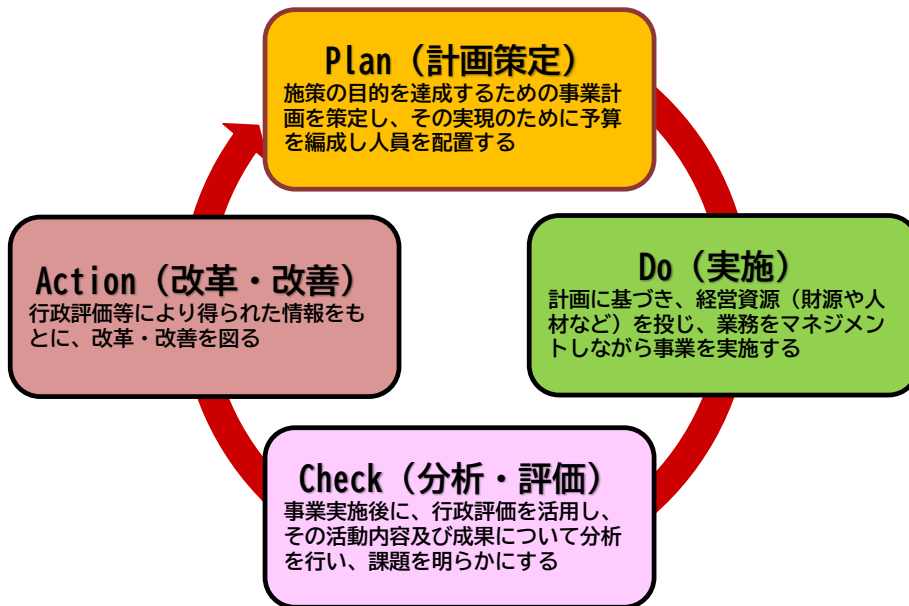 Plan（計画策定）
施策の目的を達成するための事業計
画を策定し、その実現のために予算
を編成し人員を配置する
Do（実施）
計画に基づき、経営資源（財源や人
材など）を投じ、業務をマネジメン
トしながら事業を実施する
Check（分析・評価）
事業実施後に、行政評価を活用し、
その活動内容及び成果について分析
を行い、課題を明らかにする
Action（改革・改善）
行政評価等により得られた情報をも
とに、改革・改善を図る